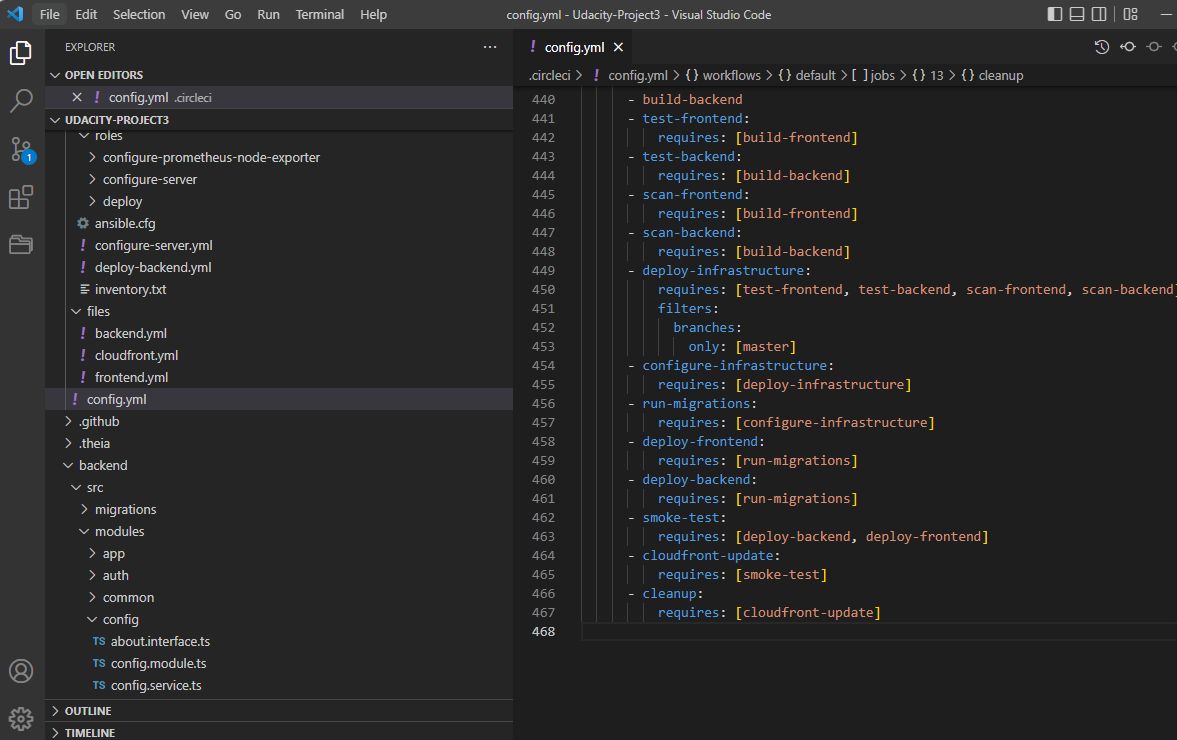 File Edit Selection View Go Run Terminal Help config.yml - Udacity-Project3 - Visual Studio Code
EXPLORER ...
OPEN EDITORS
config.yml .circleci
UDACITY-PROJECT3
roles
configure-prometheus-node-exporter
configure-server
deploy
ansible.cfg
configure-server.yml
deploy-backend.yml
inventory.txt
files
backend.yml
cloudfront.yml
frontend.yml
config.yml
.github
.theia
backend
src
migrations
modules
app
auth
common
config
TS about.interface.ts
TS config.module.ts
TS config.service.ts
OUTLINE
TIMELINE
1
! config.yml
.circleci > ! config.yml > {} workflows > {} default > [ ] jobs > {} 13 > {} cleanup
440 - build-backend
441 - test-frontend:
442 requires: [build-frontend]
443 - test-backend:
444 requires: [build-backend]
445 - scan-frontend:
446 requires: [build-frontend]
447 - scan-backend:
448 requires: [build-backend]
449 - deploy-infrastructure:
450 requires: [test-frontend, test-backend, scan-frontend, scan-backend]
451 filters:
452 branches:
453 only: [master]
454 - configure-infrastructure:
455 requires: [deploy-infrastructure]
456 - run-migrations:
457 requires: [configure-infrastructure]
458 - deploy-frontend:
459 requires: [run-migrations]
460 - deploy-backend:
461 requires: [run-migrations]
462 - smoke-test:
463 requires: [deploy-backend, deploy-frontend]
464 - cloudfront-update:
465 requires: [smoke-test]
466 - cleanup:
467 requires: [cloudfront-update]
468